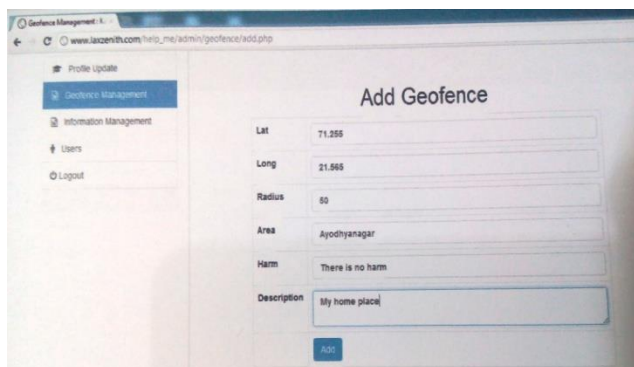 Geofence Management : A
www.laxzenith.com/help_me/admin/geofence/add.php
Profile Update
Geofence Management
Information Management
Users
Logout
Add Geofence
Lat 71.255
Long 21.565
Radius 50
Area Ayodhyanagar
Harm There is no harm
Description My home place
Add